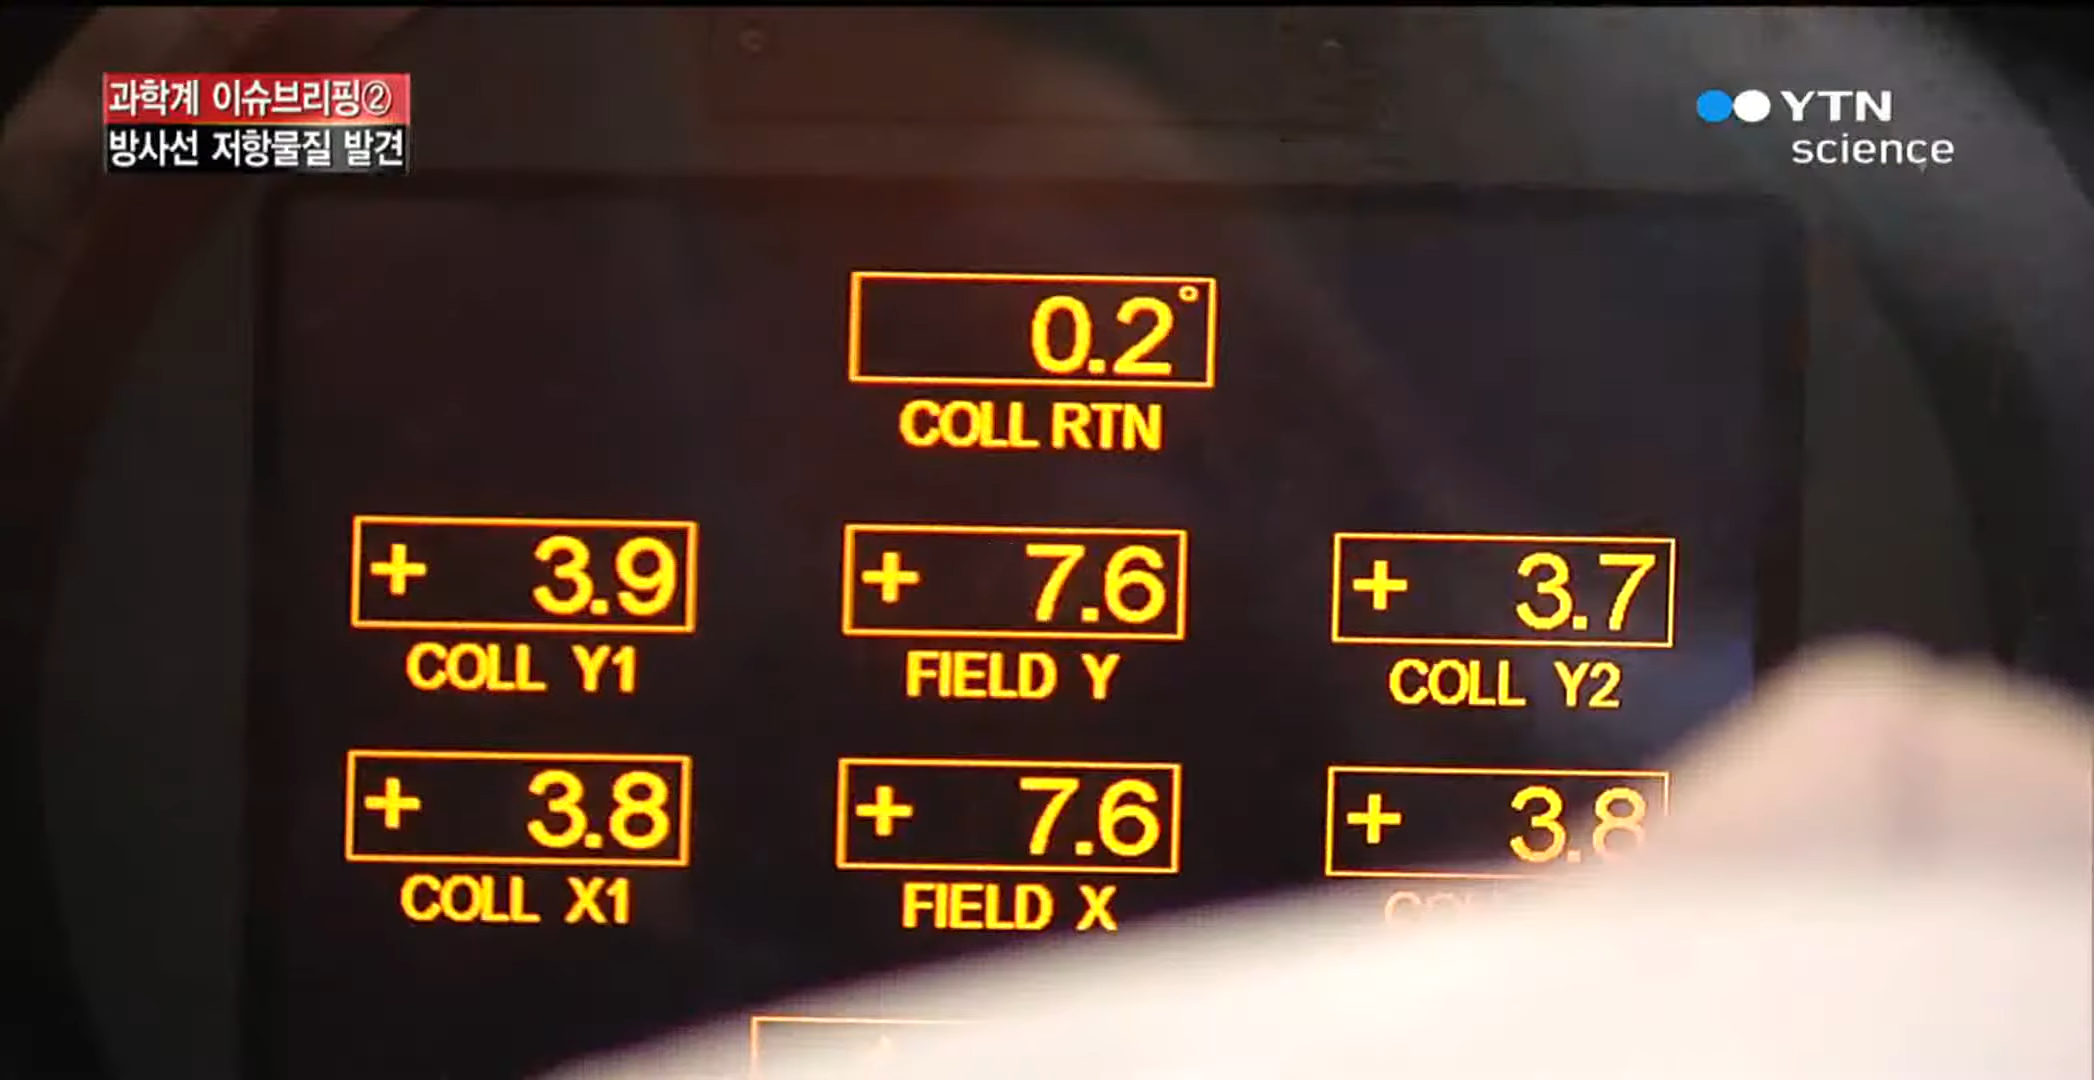 과학계 이슈브리핑②
방사선 저항물질 발견
YTN
science
0.2°
COLL RTN
+ 3.9
+ 7.6
+ 3.7
COLL Y1
FIELD Y
COLL Y2
+ 3.8
+ 7.6
+ 3.8
COLL X1
FIELD X